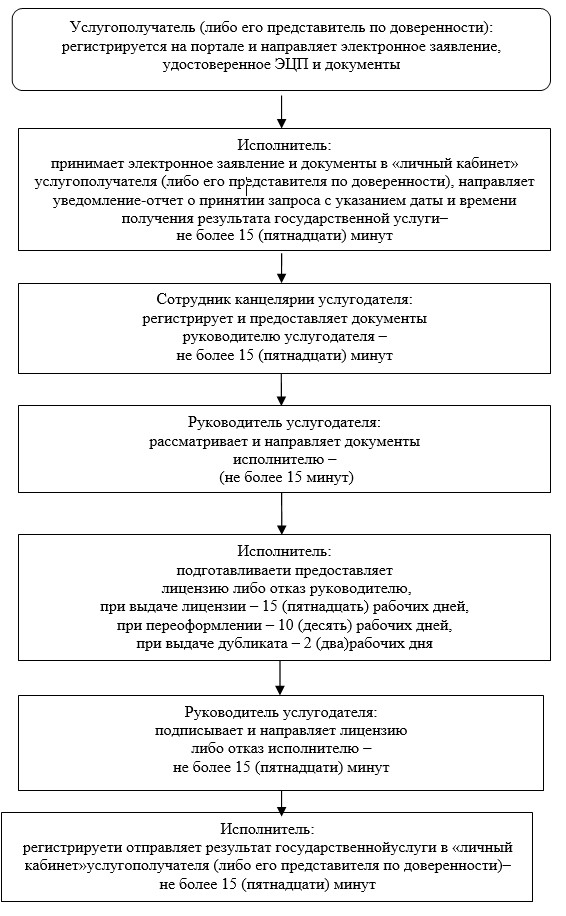 Услугополучатель (либо его представитель по доверенности):
регистрируется на портале и направляет электронное заявление,
удостоверенное ЭЦП и документы
Исполнитель:
принимает электронное заявление и документы в «личный кабинет»
услугополучателя (либо его представителя по доверенности), направляет
уведомление-отчет о принятии запроса с указанием даты и времени
получения результата государственной услуги–
не более 15 (пятнадцати) минут
Сотрудник канцелярии услугодателя:
регистрирует и предоставляет документы
руководителю услугодателя –
не более 15 (пятнадцати) минут
Руководитель услугодателя:
рассматривает и направляет документы
исполнителю –
(не более 15 минут)
Исполнитель:
подготавливаети предоставляет
лицензию либо отказ руководителю,
при выдаче лицензии – 15 (пятнадцать) рабочих дней,
при переоформлении – 10 (десять) рабочих дней,
при выдаче дубликата – 2 (два)рабочих дня
Руководитель услугодателя:
подписывает и направляет лицензию
либо отказ исполнителю –
не более 15 (пятнадцати) минут
Исполнитель:
регистрируети отправляет результат государственнойуслуги в «личный
кабинет»услугополучателя (либо его представителя по доверенности)–
не более 15 (пятнадцати) минут